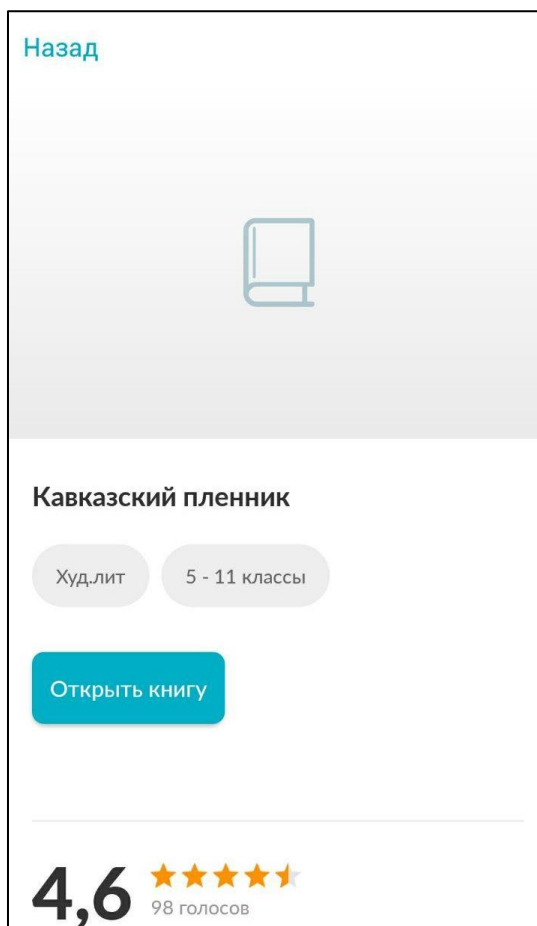 Назад
Кавказский пленник
Худ.лит 5 - 11 классы
Открыть книгу
4,6
98 голосов